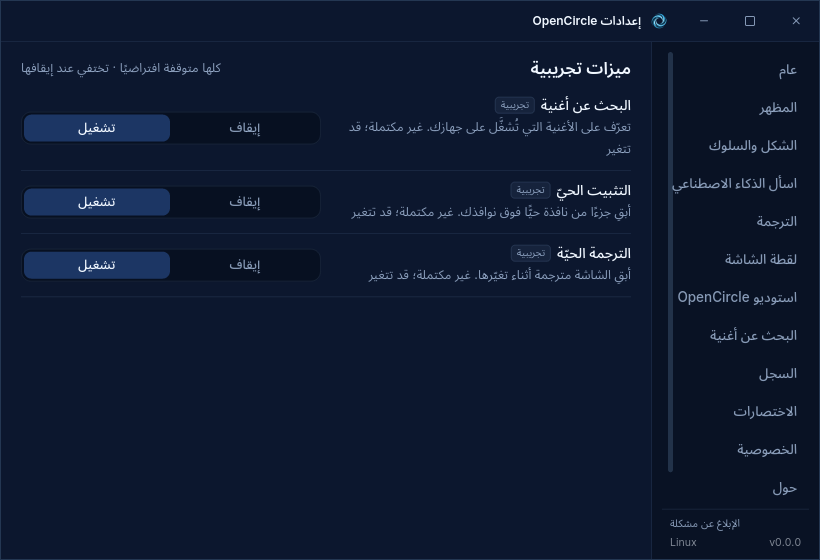 إعدادات OpenCircle
عام
المظهر
الشكل والسلوك
اسأل الذكاء الاصطناعي
الترجمة
لقطة الشاشة
استوديو OpenCircle
البحث عن أغنية
السجل
الاختصارات
الخصوصية
حول
الإبلاغ عن مشكلة
v0.0.0 Linux
ميزات تجريبية
كلها متوقفة افتراضيًا · تختفي عند إيقافها
البحث عن أغنية تجريبية
تعرّف على الأغنية التي تُشغَّل على جهازك. غير مكتملة؛ قد
تتغير
إيقاف تشغيل
التثبيت الحيّ تجريبية
أبقِ جزءًا من نافذة حيًّا فوق نوافذك. غير مكتملة؛ قد تتغير
إيقاف تشغيل
الترجمة الحيّة تجريبية
أبقِ الشاشة مترجمة أثناء تغيّرها. غير مكتملة؛ قد تتغير
إيقاف تشغيل